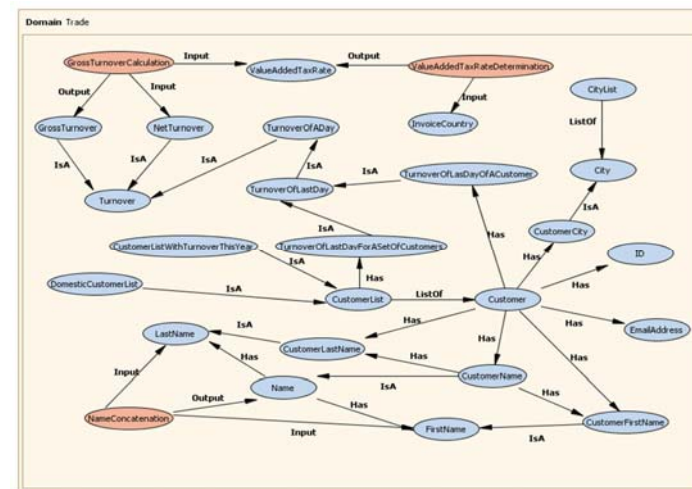 Domain Trade
GrossTurnoverCalculation
Input
ValueAddedTaxRate
Output
ValueAddedTaxRateDetermination
CityList
Output
Input
Input
ListOf
GrossTurnover
NetTurnover
TurnoverOfADay
InvoiceCountry
IsA
IsA
IsA
IsA
IsA
City
Turnover
TurnoverOfLastDay
TurnoverOfLasDayOfACustomer
IsA
IsA
CustomerCity
CustomerListWithTurnoverThisYear
TurnoverOfLastDayForASetOfCustomers
Has
Has
ID
IsA
Has
Has
DomesticCustomerList
IsA
CustomerList
ListOf
Customer
Has
LastName
IsA
CustomerLastName
Has
Has
EmailAddress
Has
Has
Has
Input
Name
IsA
CustomerName
Output
Has
Has
NameConcatenation
Input
FirstName
IsA
CustomerFirstName